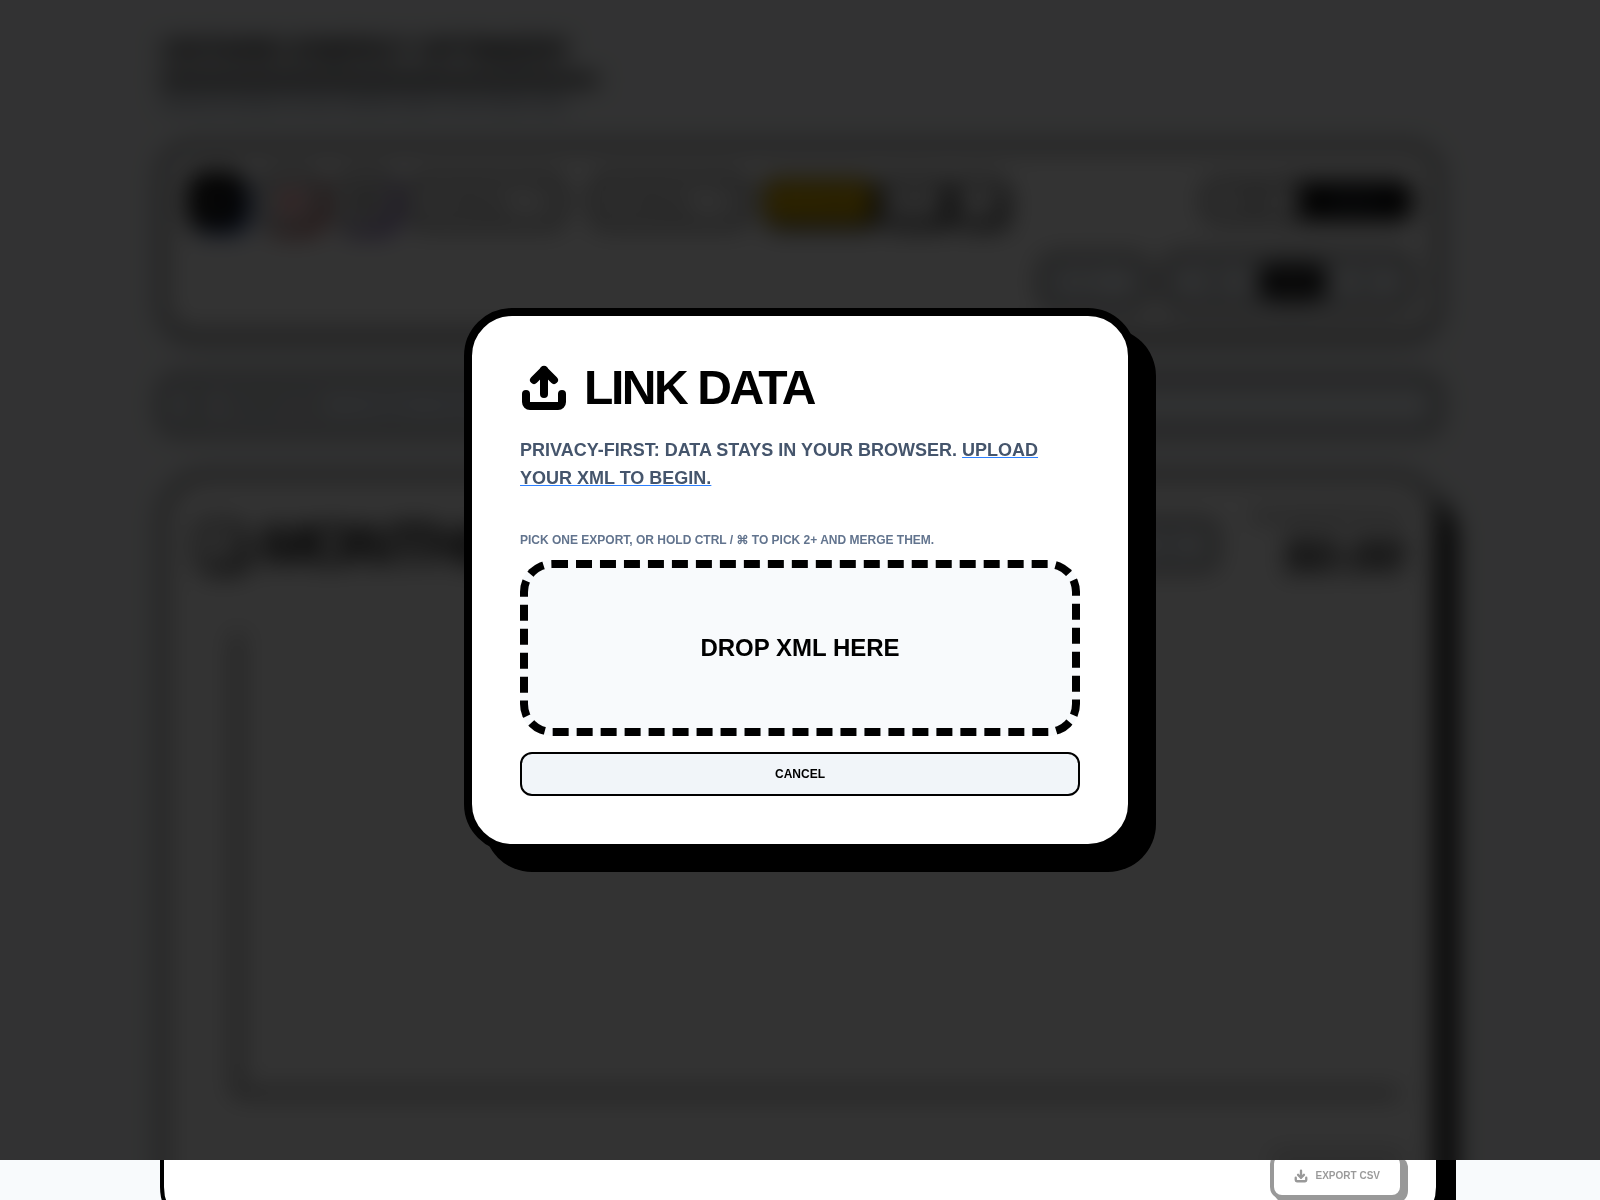 LINK DATA
PRIVACY-FIRST: DATA STAYS IN YOUR BROWSER. UPLOAD
YOUR XML TO BEGIN.
PICK ONE EXPORT, OR HOLD CTRL / ⌘ TO PICK 2+ AND MERGE THEM.
DROP XML HERE
CANCEL
EXPORT CSV